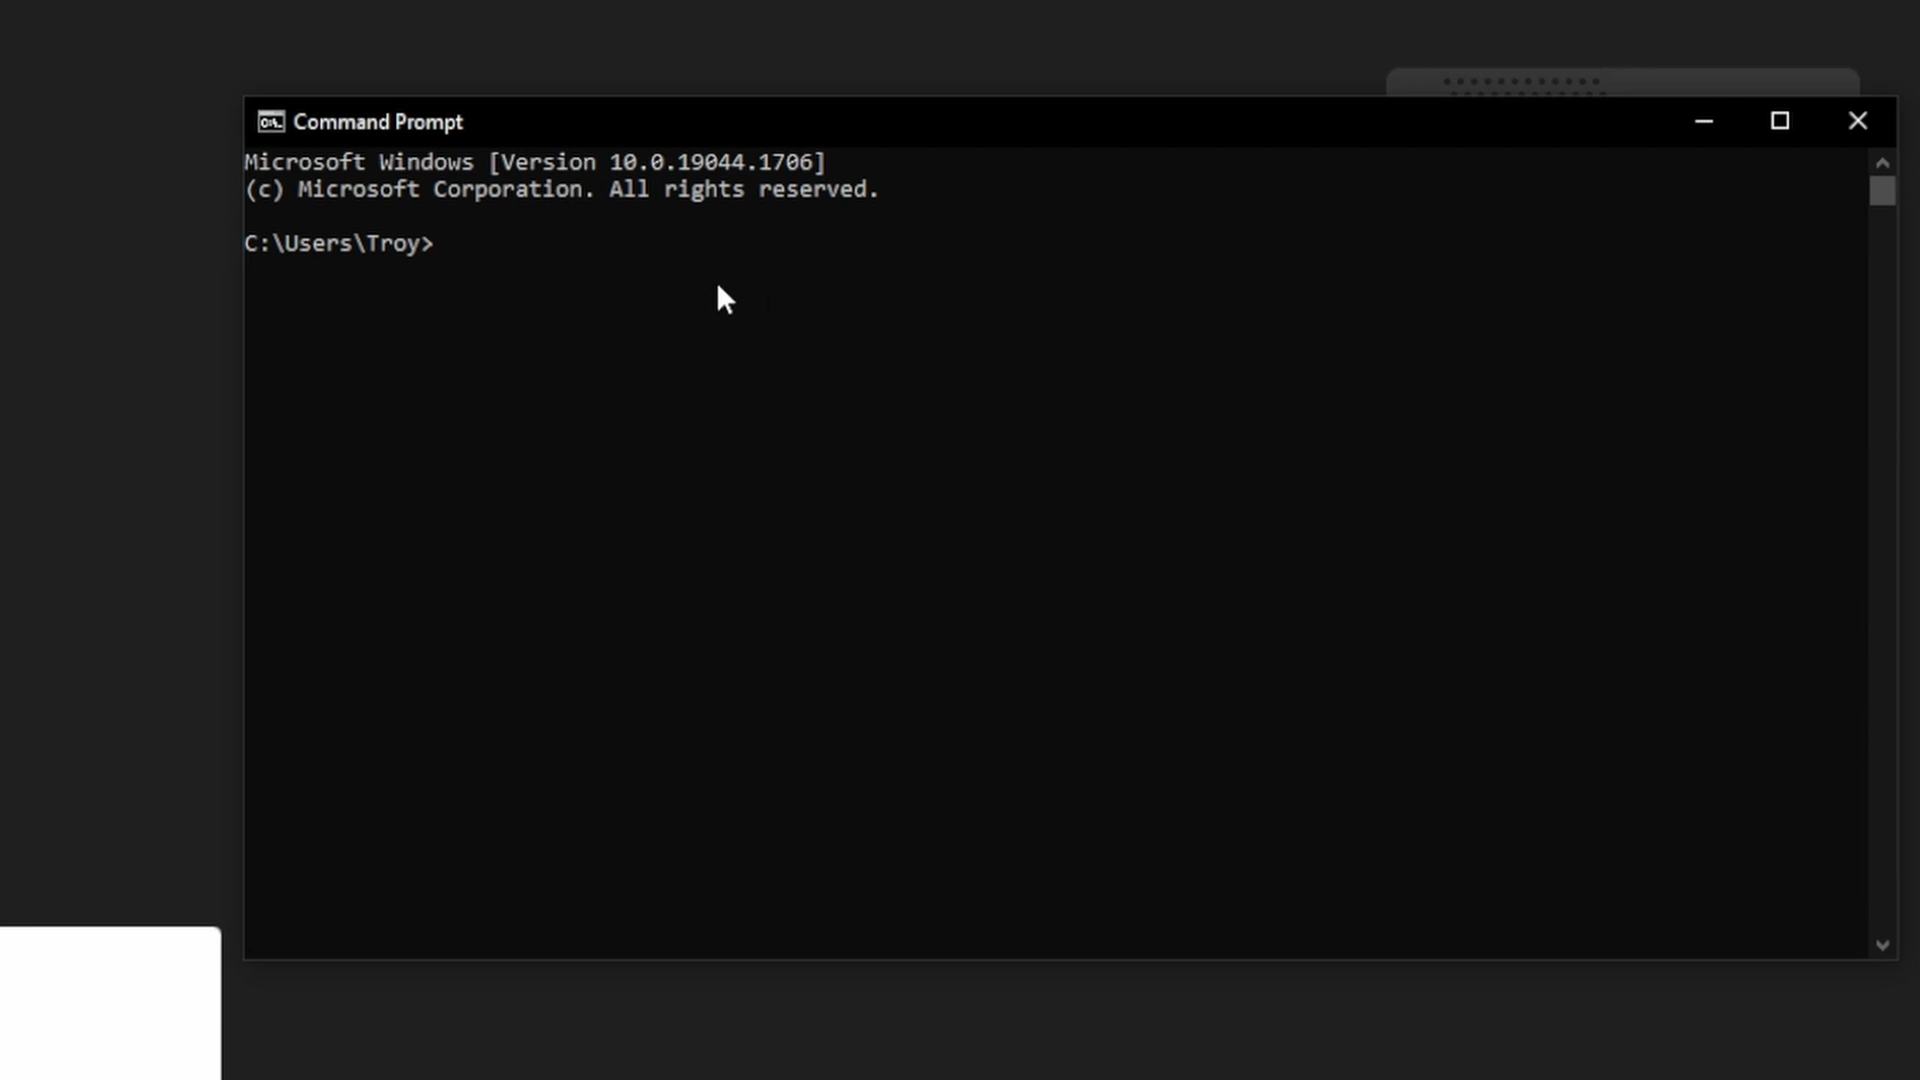 Command Prompt
Microsoft Windows [Version 10.0.19044.1706]
(c) Microsoft Corporation. All rights reserved.
C:\Users\Troy>